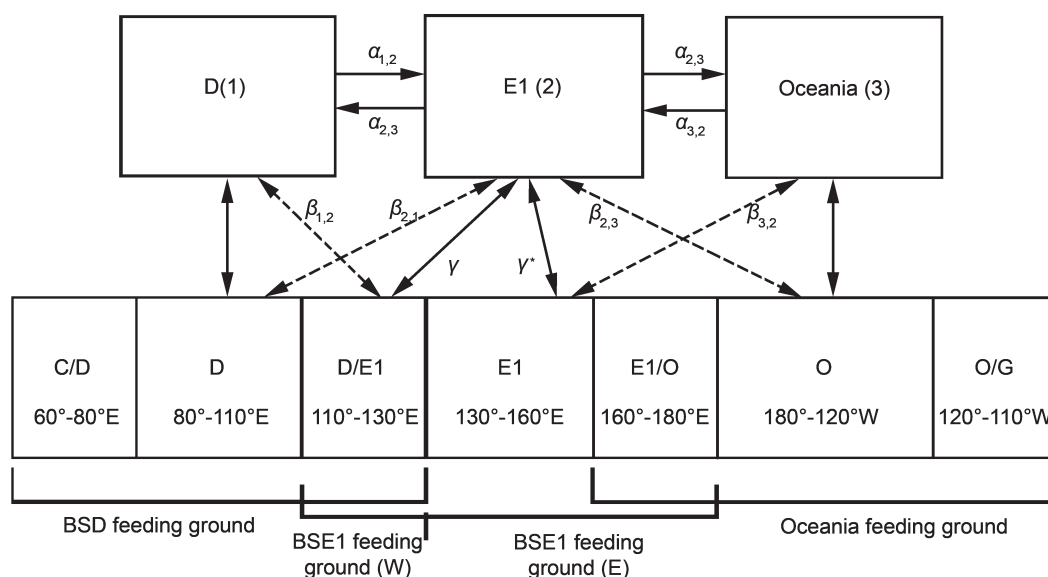 D(1)
α1,2
α2,3
E1 (2)
α2,3
α3,2
Oceania (3)
β1,2
β2,1
γ
γ*
β2,3
β3,2
C/D
60°-80°E
D
80°-110°E
D/E1
110°-130°E
E1
130°-160°E
E1/O
160°-180°E
O
180°-120°W
O/G
120°-110°W
BSD feeding ground
BSE1 feeding
ground (W)
BSE1 feeding
ground (E)
Oceania feeding ground